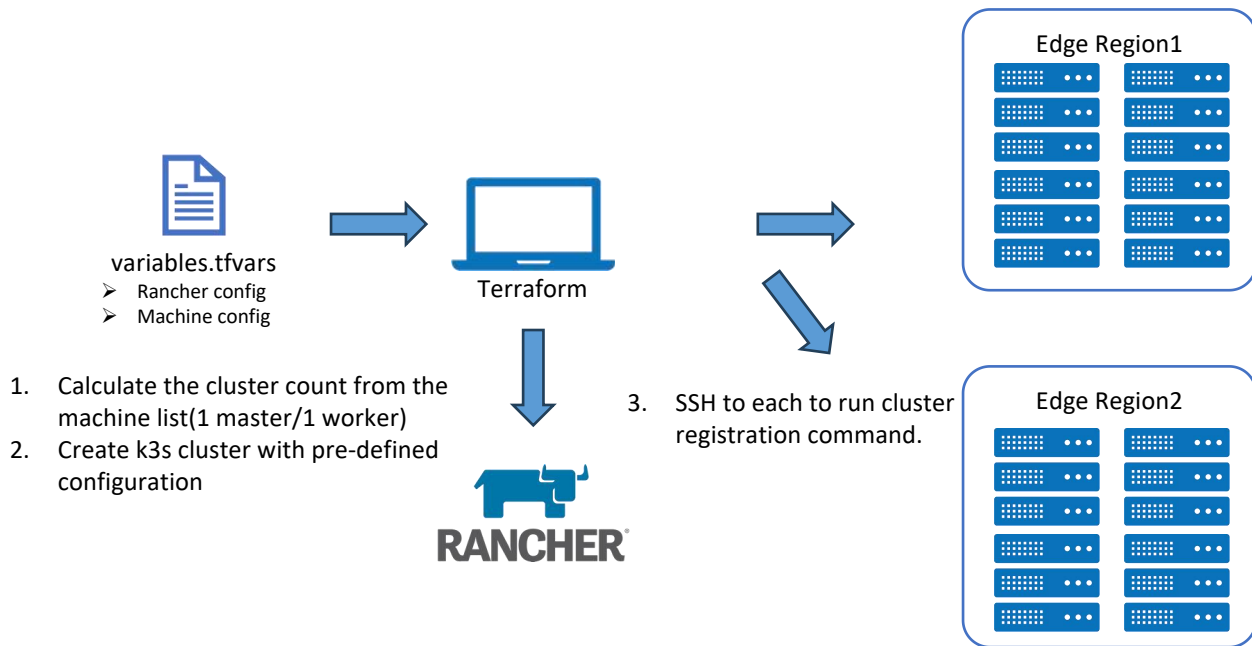 Edge Region1
variables.tfvars
➢ Rancher config
➢ Machine config
Terraform
1. Calculate the cluster count from the
machine list(1 master/1 worker)
2. Create k3s cluster with pre-defined
configuration
RANCHER®
3. SSH to each to run cluster
registration command.
Edge Region2